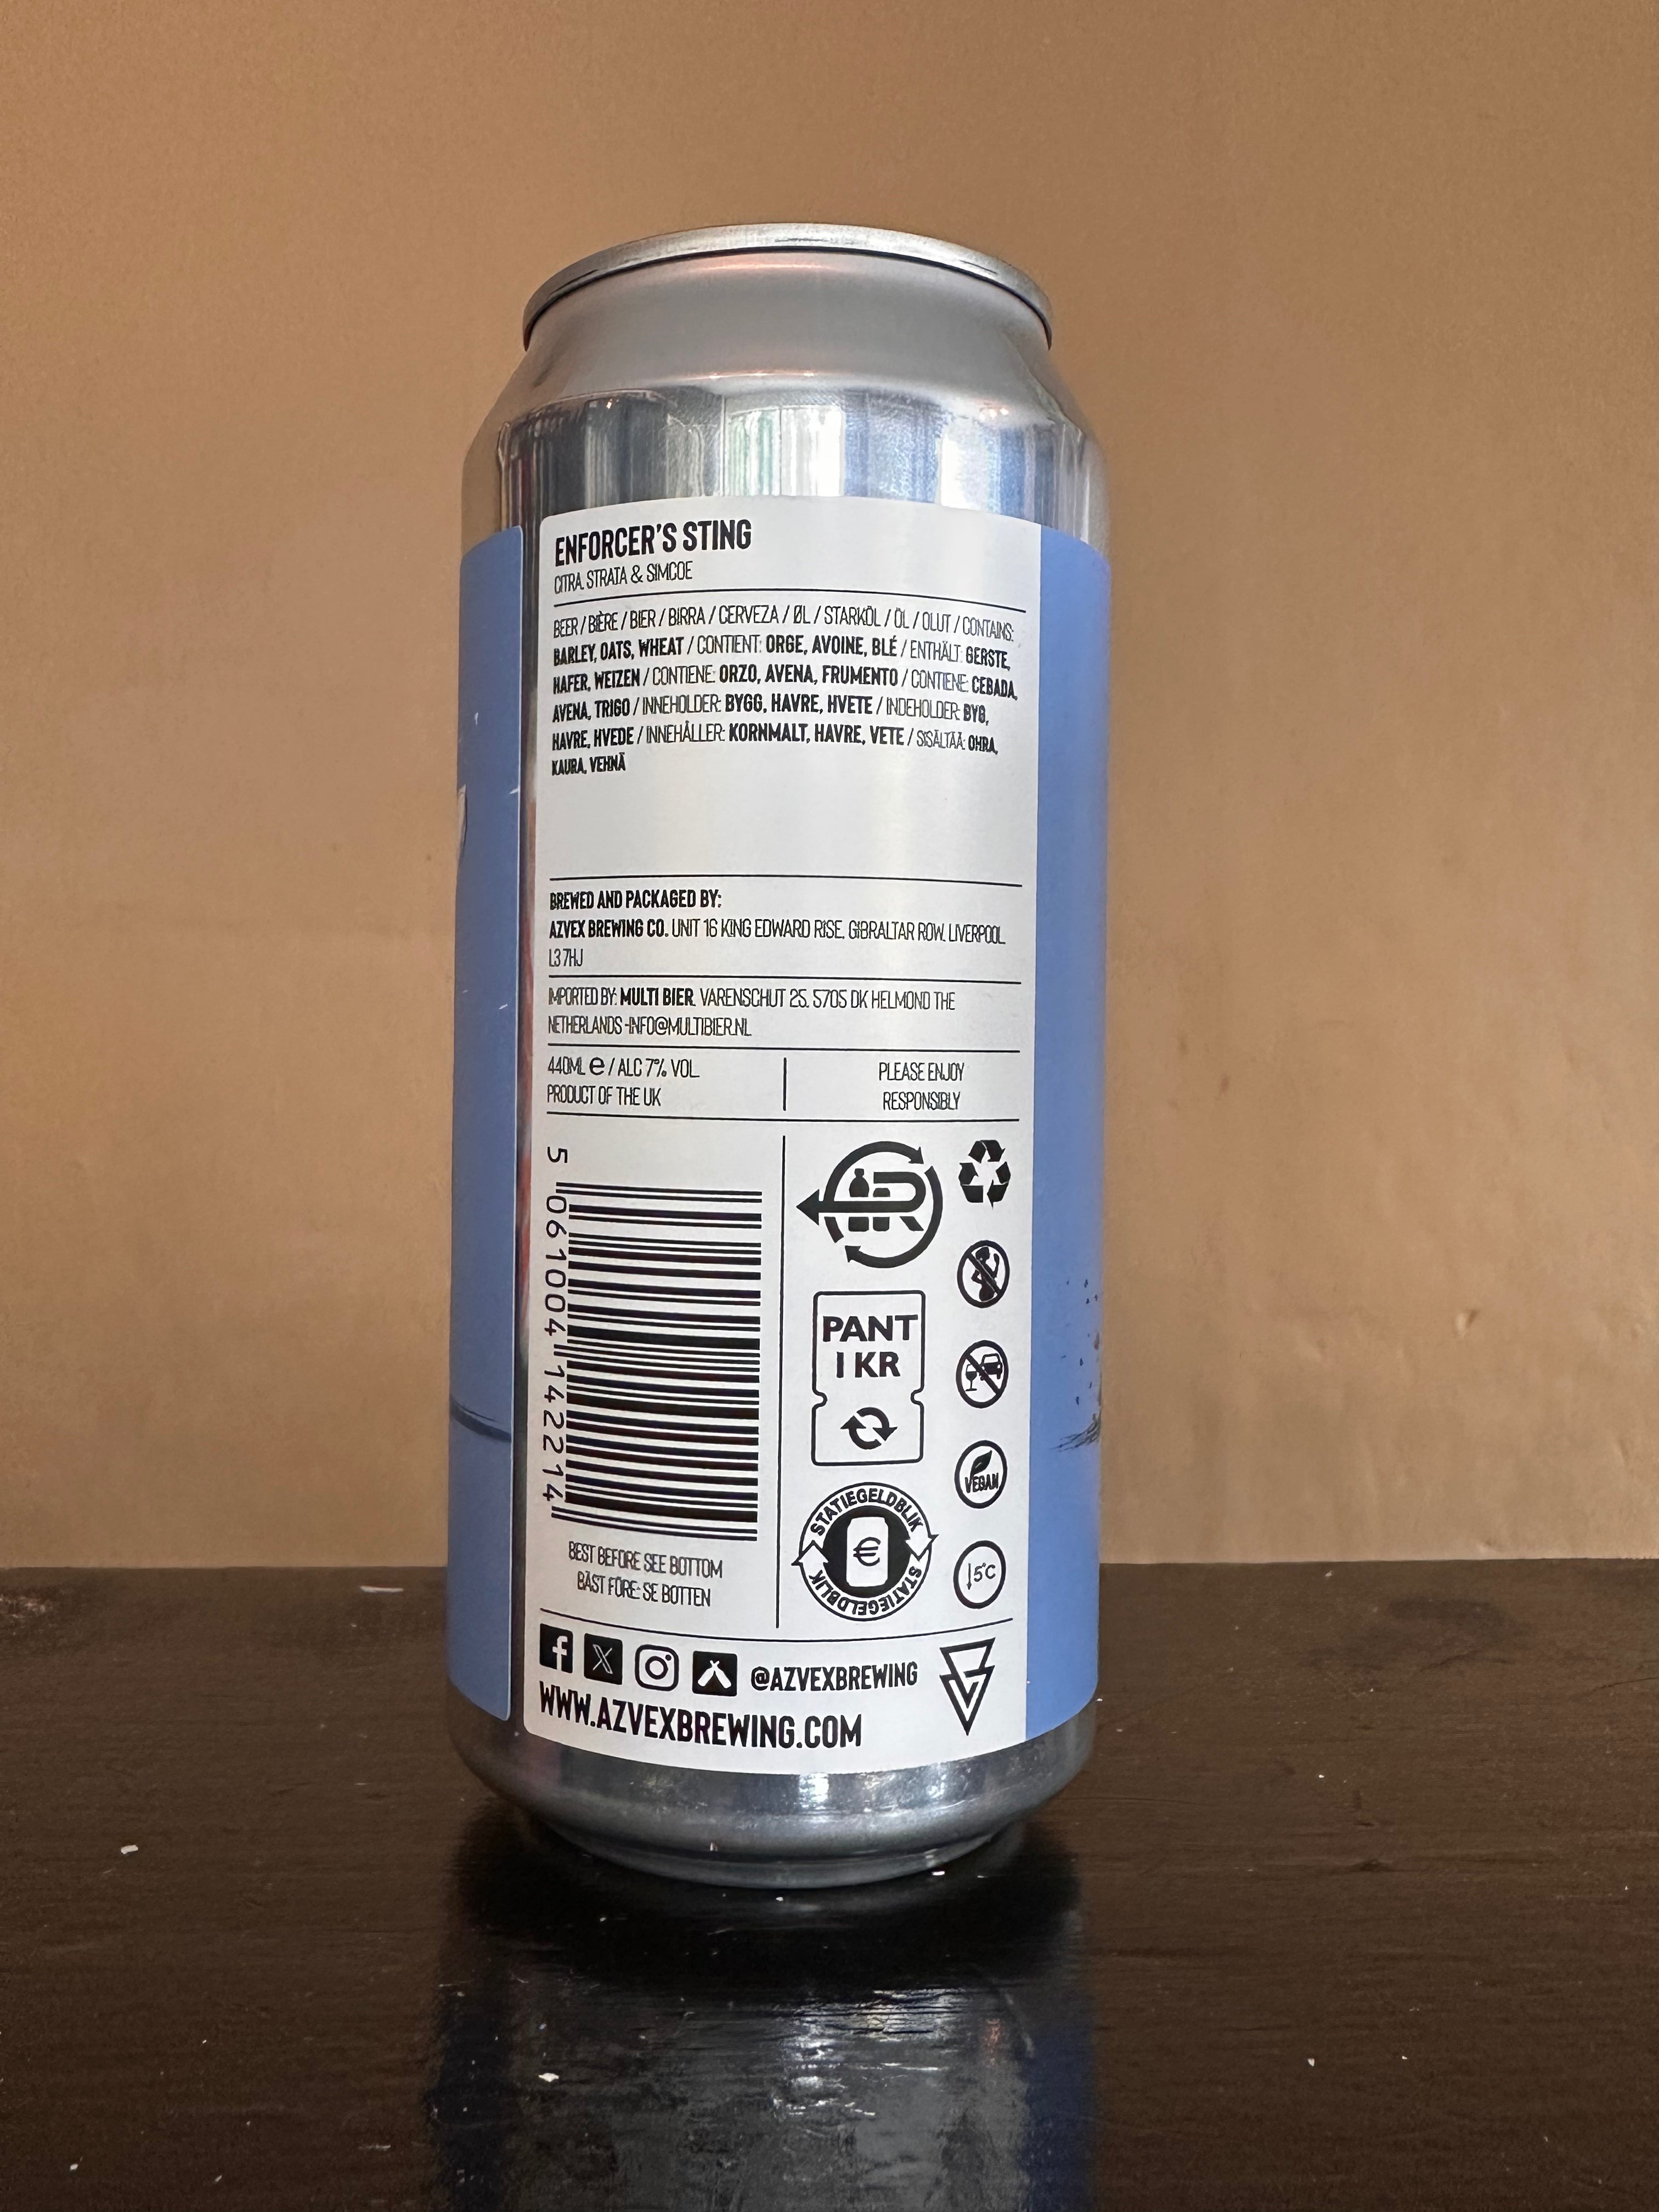 ENFORCER'S STING
CITRA, STRATA & SIMCOE
BEER / BIÈRE / BIER / BIRRA / CERVEZA / ØL / STARKÖL / ÖL / OLUT / CONTAINS:
BARLEY, OATS, WHEAT / CONTIENT: ORGE, AVOINE, BLÉ / ENTHÄLT: GERSTE,
HAFER, WEIZEN / CONTIENE: ORZO, AVENA, FRUMENTO / CONTIENE: CEBADA,
AVENA, TRIGO / INNEHOLDER: BYGG, HAVRE, HVETE / INDEHOLDER: BYG,
HAVRE, HVEDE / INNEHÅLLER: KORNMALT, HAVRE, VETE / SISÄLTÄÄ: OHRA,
KAURA, VEHNÄ
BREWED AND PACKAGED BY:
AZVEX BREWING CO. UNIT 16 KING EDWARD RISE, GIBRALTAR ROW, LIVERPOOL,
L3 7HJ
IMPORTED BY: MULTI BIER, VARENSCHUT 25, 5705 DK HELMOND THE
NETHERLANDS -INFO@MULTIBIER.NL
440ML e / ALC 7% VOL
PRODUCT OF THE UK
PLEASE ENJOY
RESPONSIBLY
5 061004 142214
PANT
1 KR
VEGAN
STATIEGELDBLIK
€
STATIEGELDBLIK
5°C
BEST BEFORE SEE BOTTOM
BÄST FÖRE: SE BOTTEN
@AZVEXBREWING
WWW.AZVEXBREWING.COM